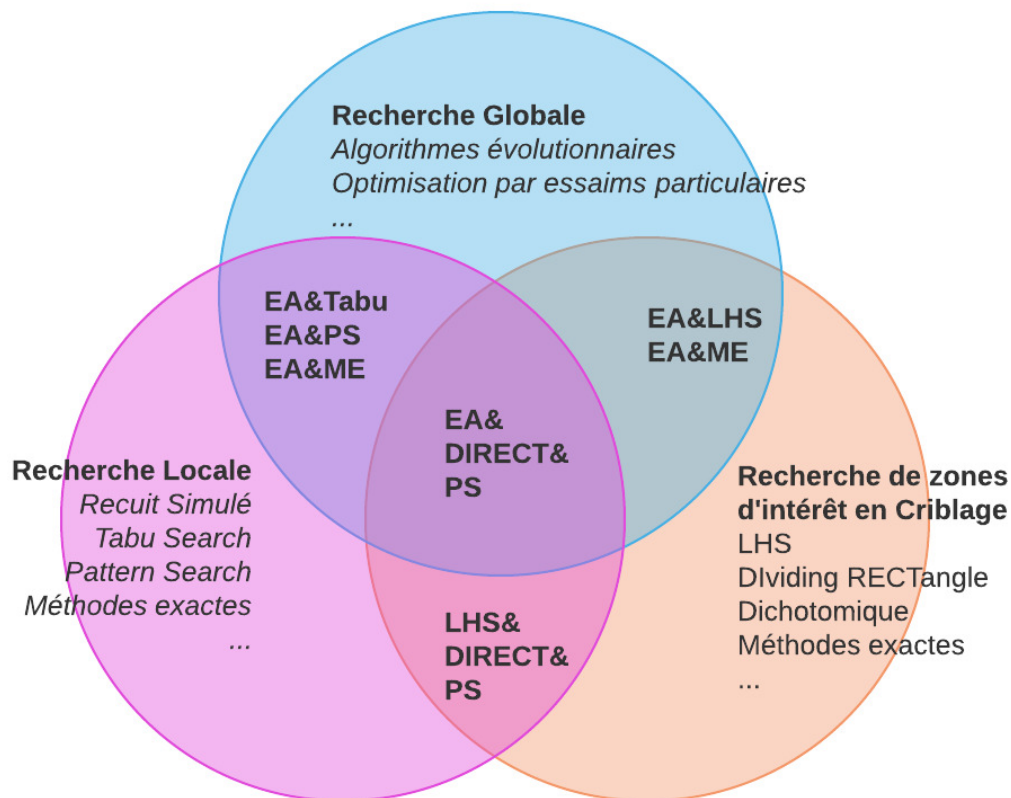 Recherche Globale
Algorithmes évolutionnaires
Optimisation par essaims particulaires
...
EA&Tabu
EA&PS
EA&ME
EA&LHS
EA&ME
EA&
DIRECT&
PS
Recherche Locale
Recuit Simulé
Tabu Search
Pattern Search
Méthodes exactes
...
Recherche de zones
d'intérêt en Criblage
LHS
DIviding RECTangle
Dichotomique
Méthodes exactes
...
LHS&
DIRECT&
PS